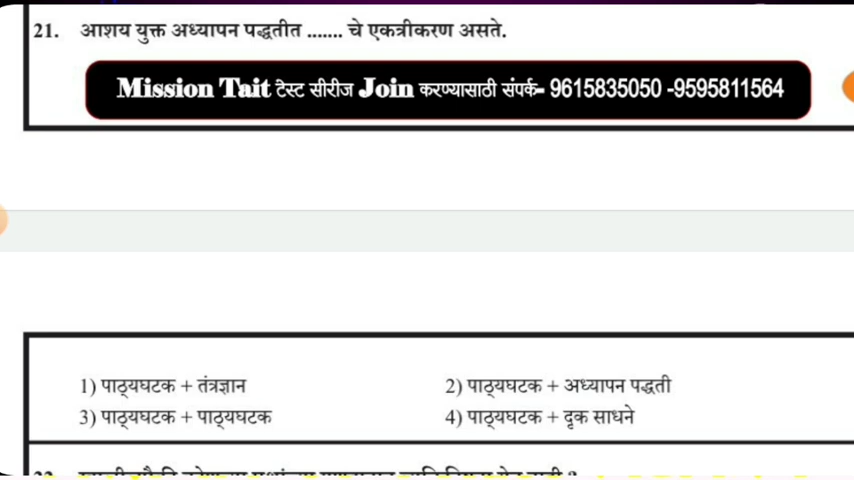 21. आशय युक्त अध्यापन पद्धतीत ....... चे एकत्रीकरण असते.
Mission Tait टेस्ट सीरीज Join करण्यासाठी संपर्क- 9615835050 -9595811564
1) पाठ्यघटक + तंत्रज्ञान 2) पाठ्यघटक + अध्यापन पद्धती
3) पाठ्यघटक + पाठ्यघटक 4) पाठ्यघटक + दृक साधने